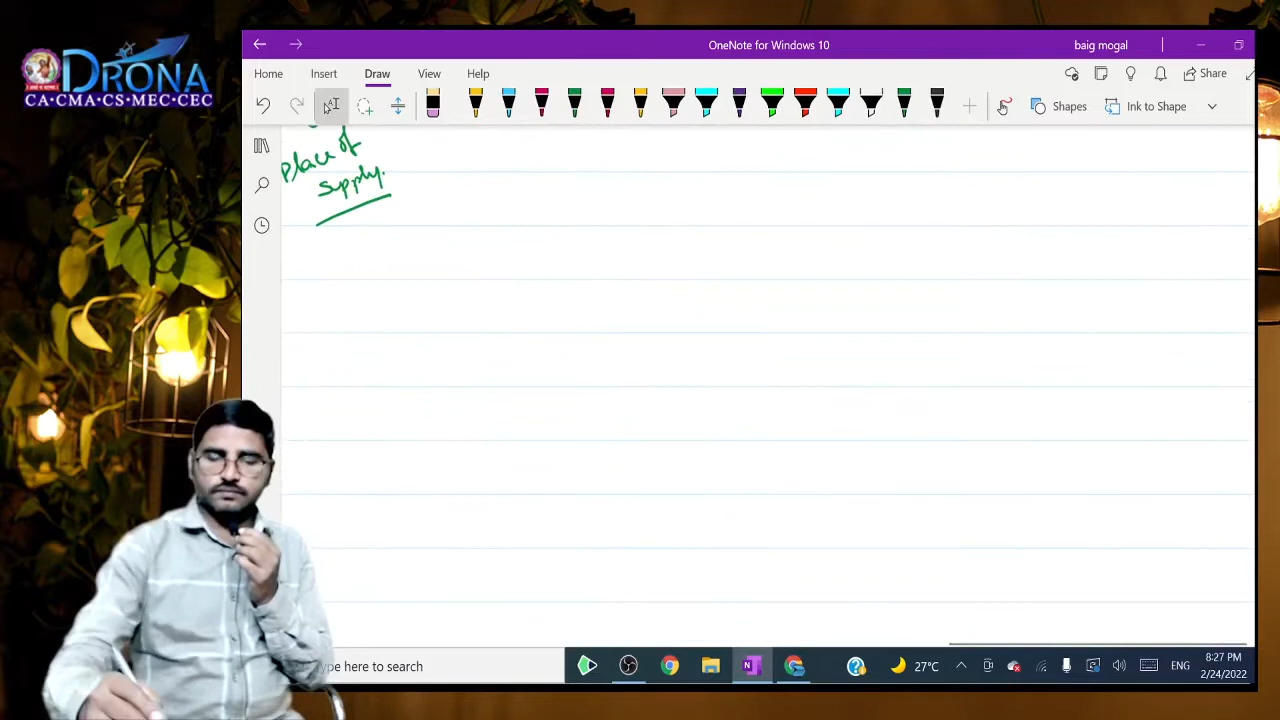 DRONA
CA•CMA•CS•MEC•CEC
OneNote for Windows 10
baig mogal
Home
Insert
Draw
View
Help
Share
Shapes
Ink to Shape
place of
supply.
ype here to search
27°C
ENG
8:27 PM
2/24/2022